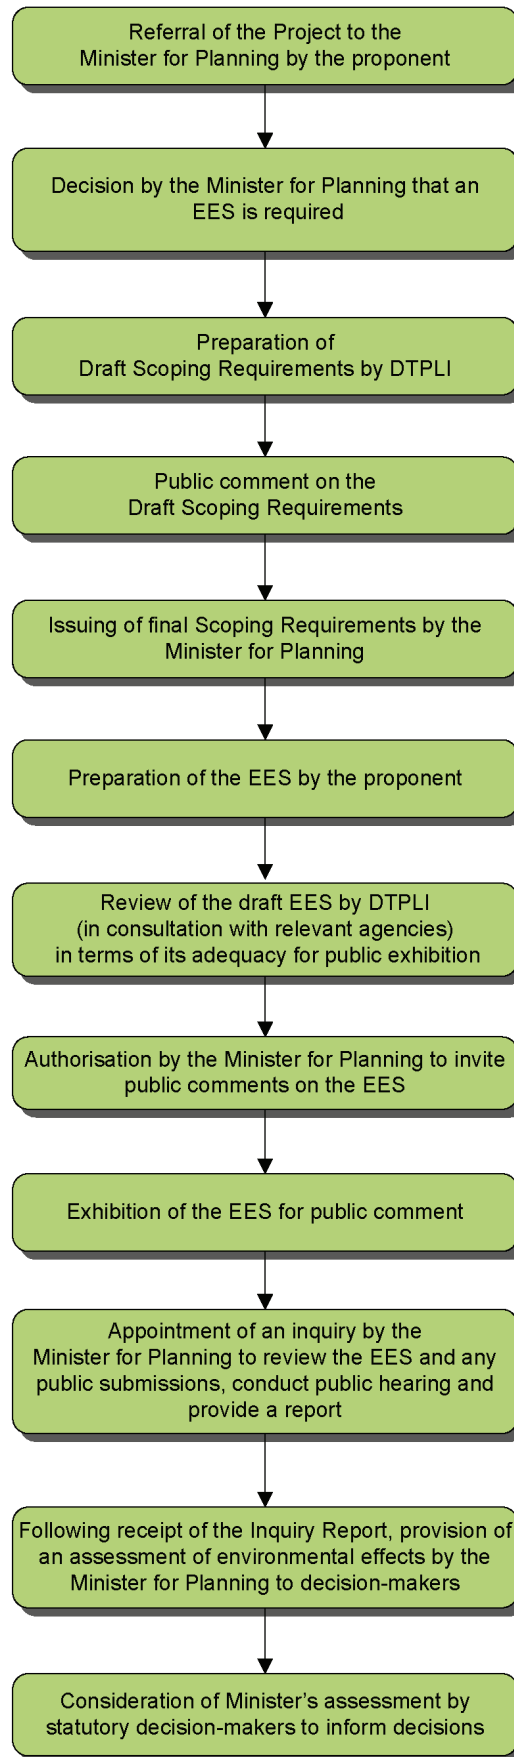 Referral of the Project to the
Minister for Planning by the proponent
Decision by the Minister for Planning that an
EES is required
Preparation of
Draft Scoping Requirements by DTPLI
Public comment on the
Draft Scoping Requirements
Issuing of final Scoping Requirements by the
Minister for Planning
Preparation of the EES by the proponent
Review of the draft EES by DTPLI
(in consultation with relevant agencies)
in terms of its adequacy for public exhibition
Authorisation by the Minister for Planning to invite
public comments on the EES
Exhibition of the EES for public comment
Appointment of an inquiry by the
Minister for Planning to review the EES and any
public submissions, conduct public hearing and
provide a report
Following receipt of the Inquiry Report, provision of
an assessment of environmental effects by the
Minister for Planning to decision-makers
Consideration of Minister’s assessment by
statutory decision-makers to inform decisions